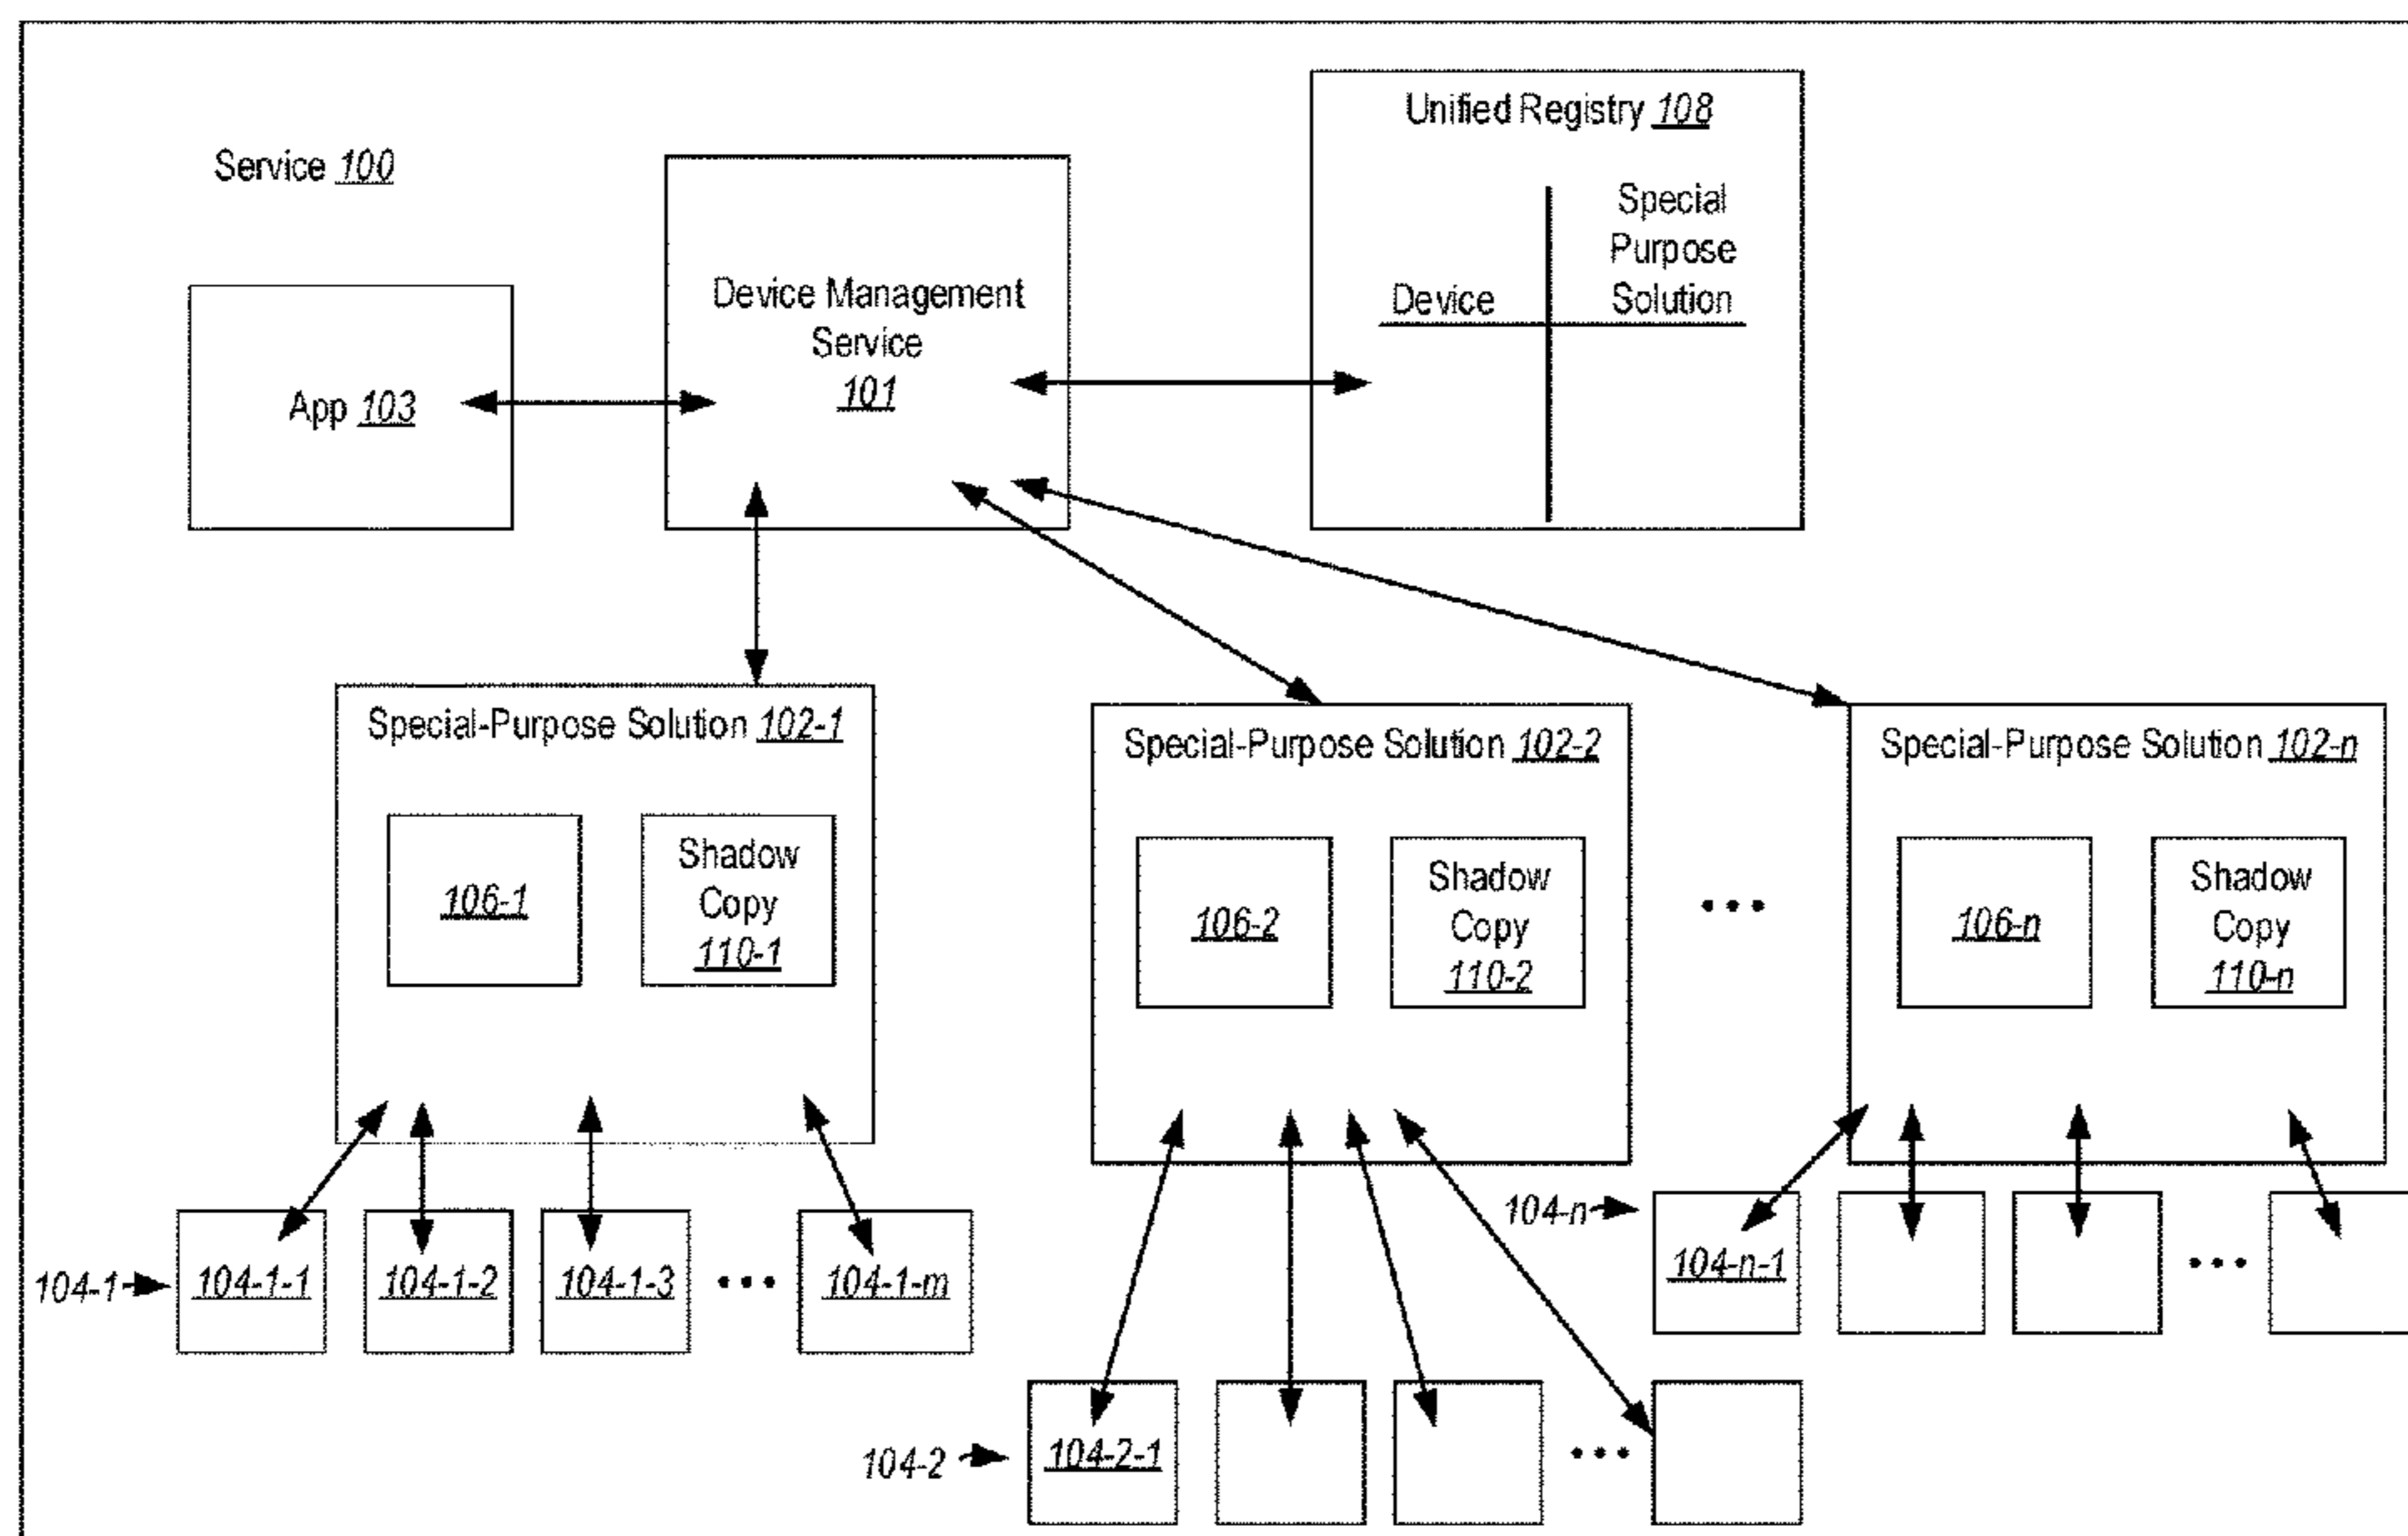 Service 100
App 103
Device Management
Service
101
Unified Registry 108
Device
Special
Purpose
Solution
Special-Purpose Solution 102-1
106-1
Shadow
Copy
110-1
Special-Purpose Solution 102-2
106-2
Shadow
Copy
110-2
•••
Special-Purpose Solution 102-n
106-n
Shadow
Copy
110-n
104-1
104-1-1
104-1-2
104-1-3
•••
104-1-m
104-n
104-n-1
•••
104-2
104-2-1
•••